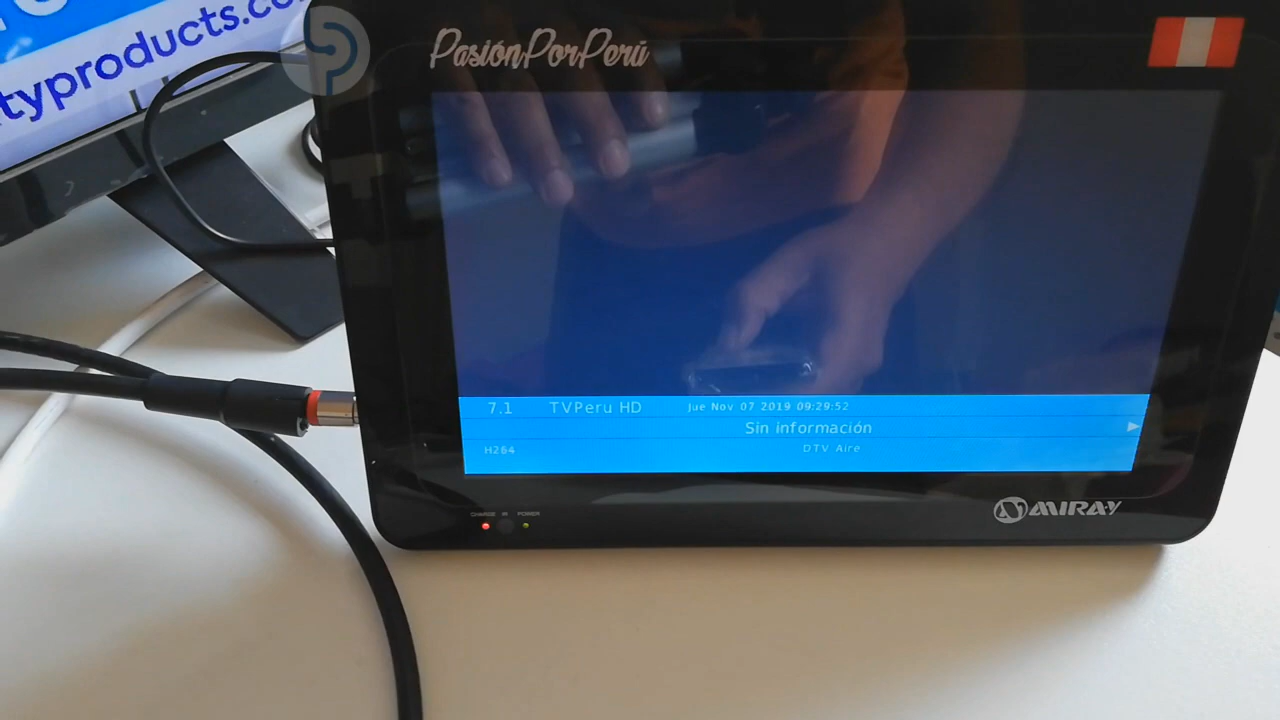 typroducts.co
PasiónPorPerú
7.1 TVPeru HD Jue Nov 07 2019 09:29:52
Sin información
H264 DTV Aire
CHARGE IR POWER
MIRAY